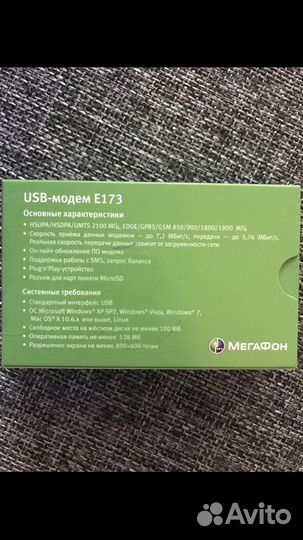 USB-модем E173
Основные характеристики
• HSUPA/HSDPA/UMTS 2100 МГц, EDGE/GPRS/GSM 850/900/1800/1900 МГц
• Скорость приёма данных модемом — до 7,2 Мбит/с, передачи — до 5,76 Мбит/с.
Реальная скорость передачи данных зависит от загруженности сети
• Он-лайн обновление ПО модема
• Поддержка работы с SMS, запрос баланса
• Plug'n'Play-устройство
• Разъем для карт памяти MicroSD
Системные требования
• Стандартный интерфейс USB
• ОС Microsoft Windows® XP SP2, Windows® Vista, Windows® 7,
Mac OS® X 10.6.x или выше, Linux
• Свободное место на жёстком диске не менее 100 Мб
• Оперативная память не менее 128 Мб
• Разрешение экрана не менее 800×600 точек
МегаФон
Avito